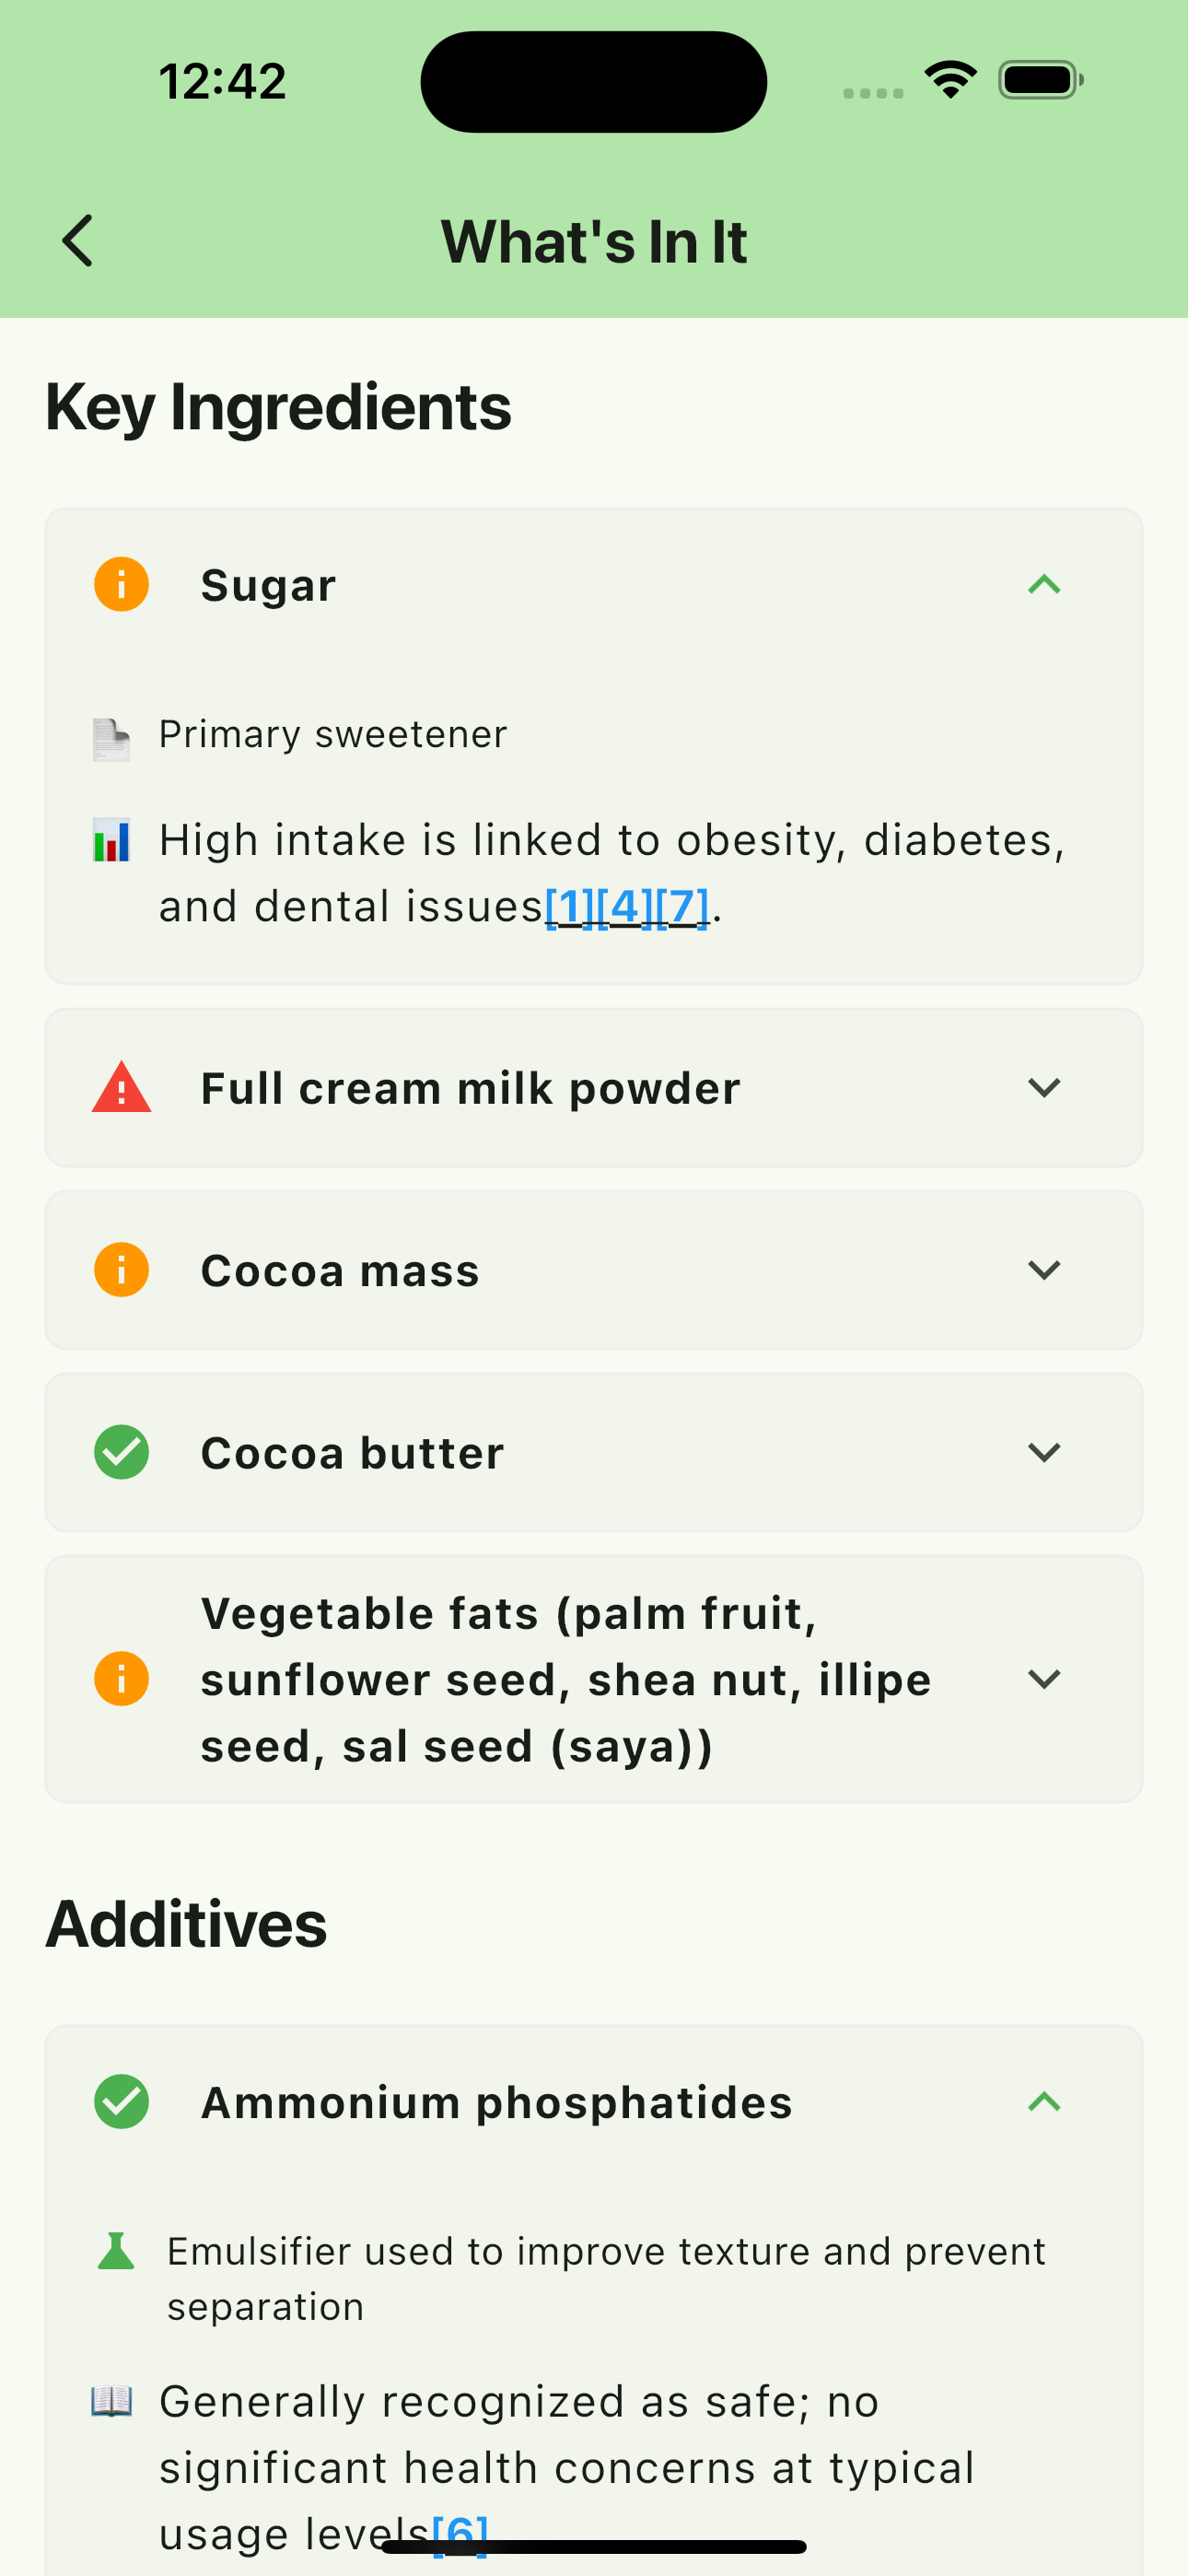 12:42
What's In It
Key Ingredients
Sugar
Primary sweetener
High intake is linked to obesity, diabetes,
and dental issues[1][4][7].
Full cream milk powder
Cocoa mass
Cocoa butter
Vegetable fats (palm fruit,
sunflower seed, shea nut, illipe
seed, sal seed (saya))
Additives
Ammonium phosphatides
Emulsifier used to improve texture and prevent
separation
Generally recognized as safe; no
significant health concerns at typical
usage levels[6]